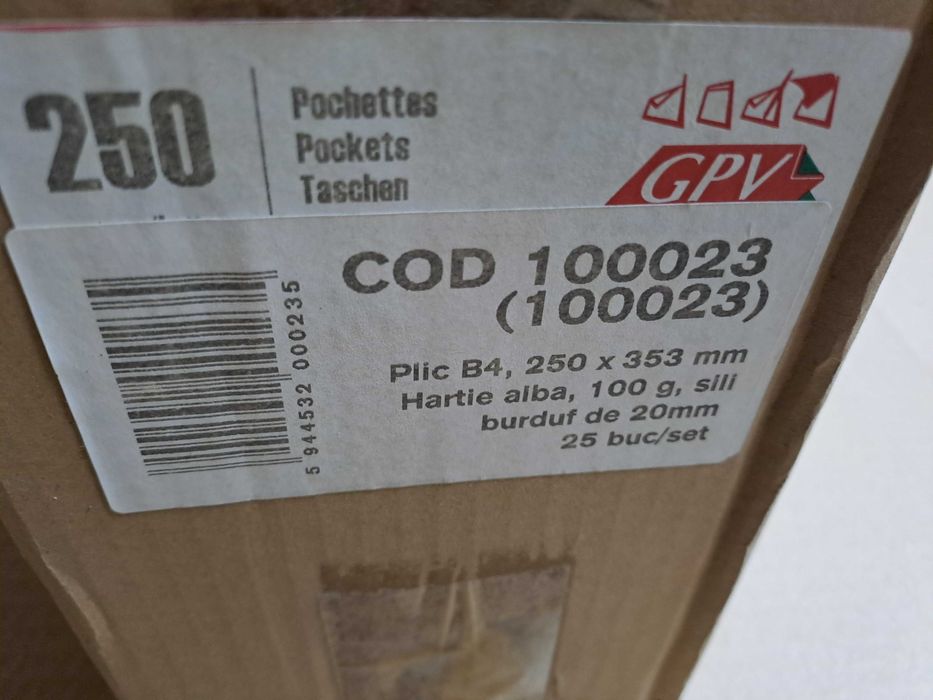 250
Pochettes
Pockets
Taschen
GPV
COD 100023
(100023)
Plic B4, 250 x 353 mm
Hartie alba, 100 g, sili
burduf de 20mm
25 buc/set
5 944532 000235